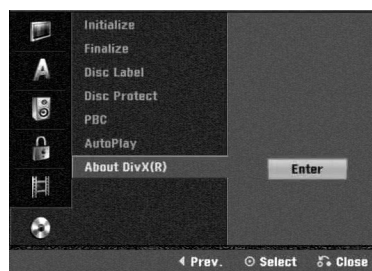 Initialize
Finalize
Disc Label
Disc Protect
PBC
AutoPlay
About DivX(R)
Enter
Prev. Select Close